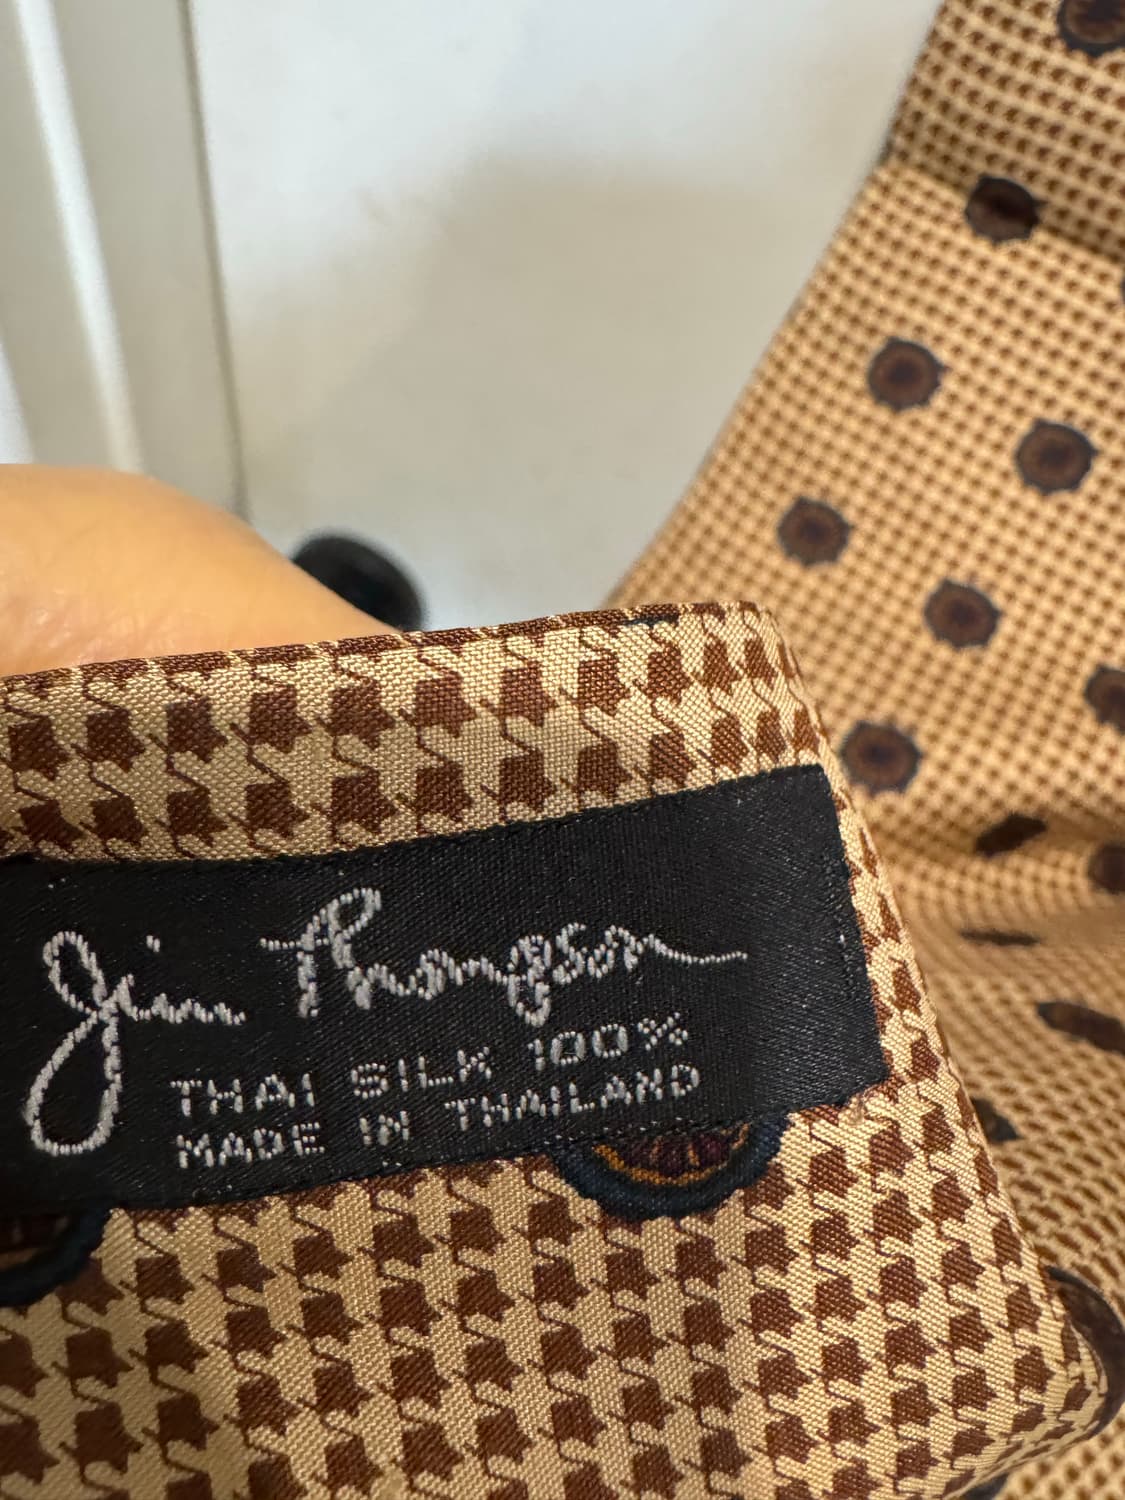 Jim Thompson
THAI SILK 100%
MADE IN THAILAND